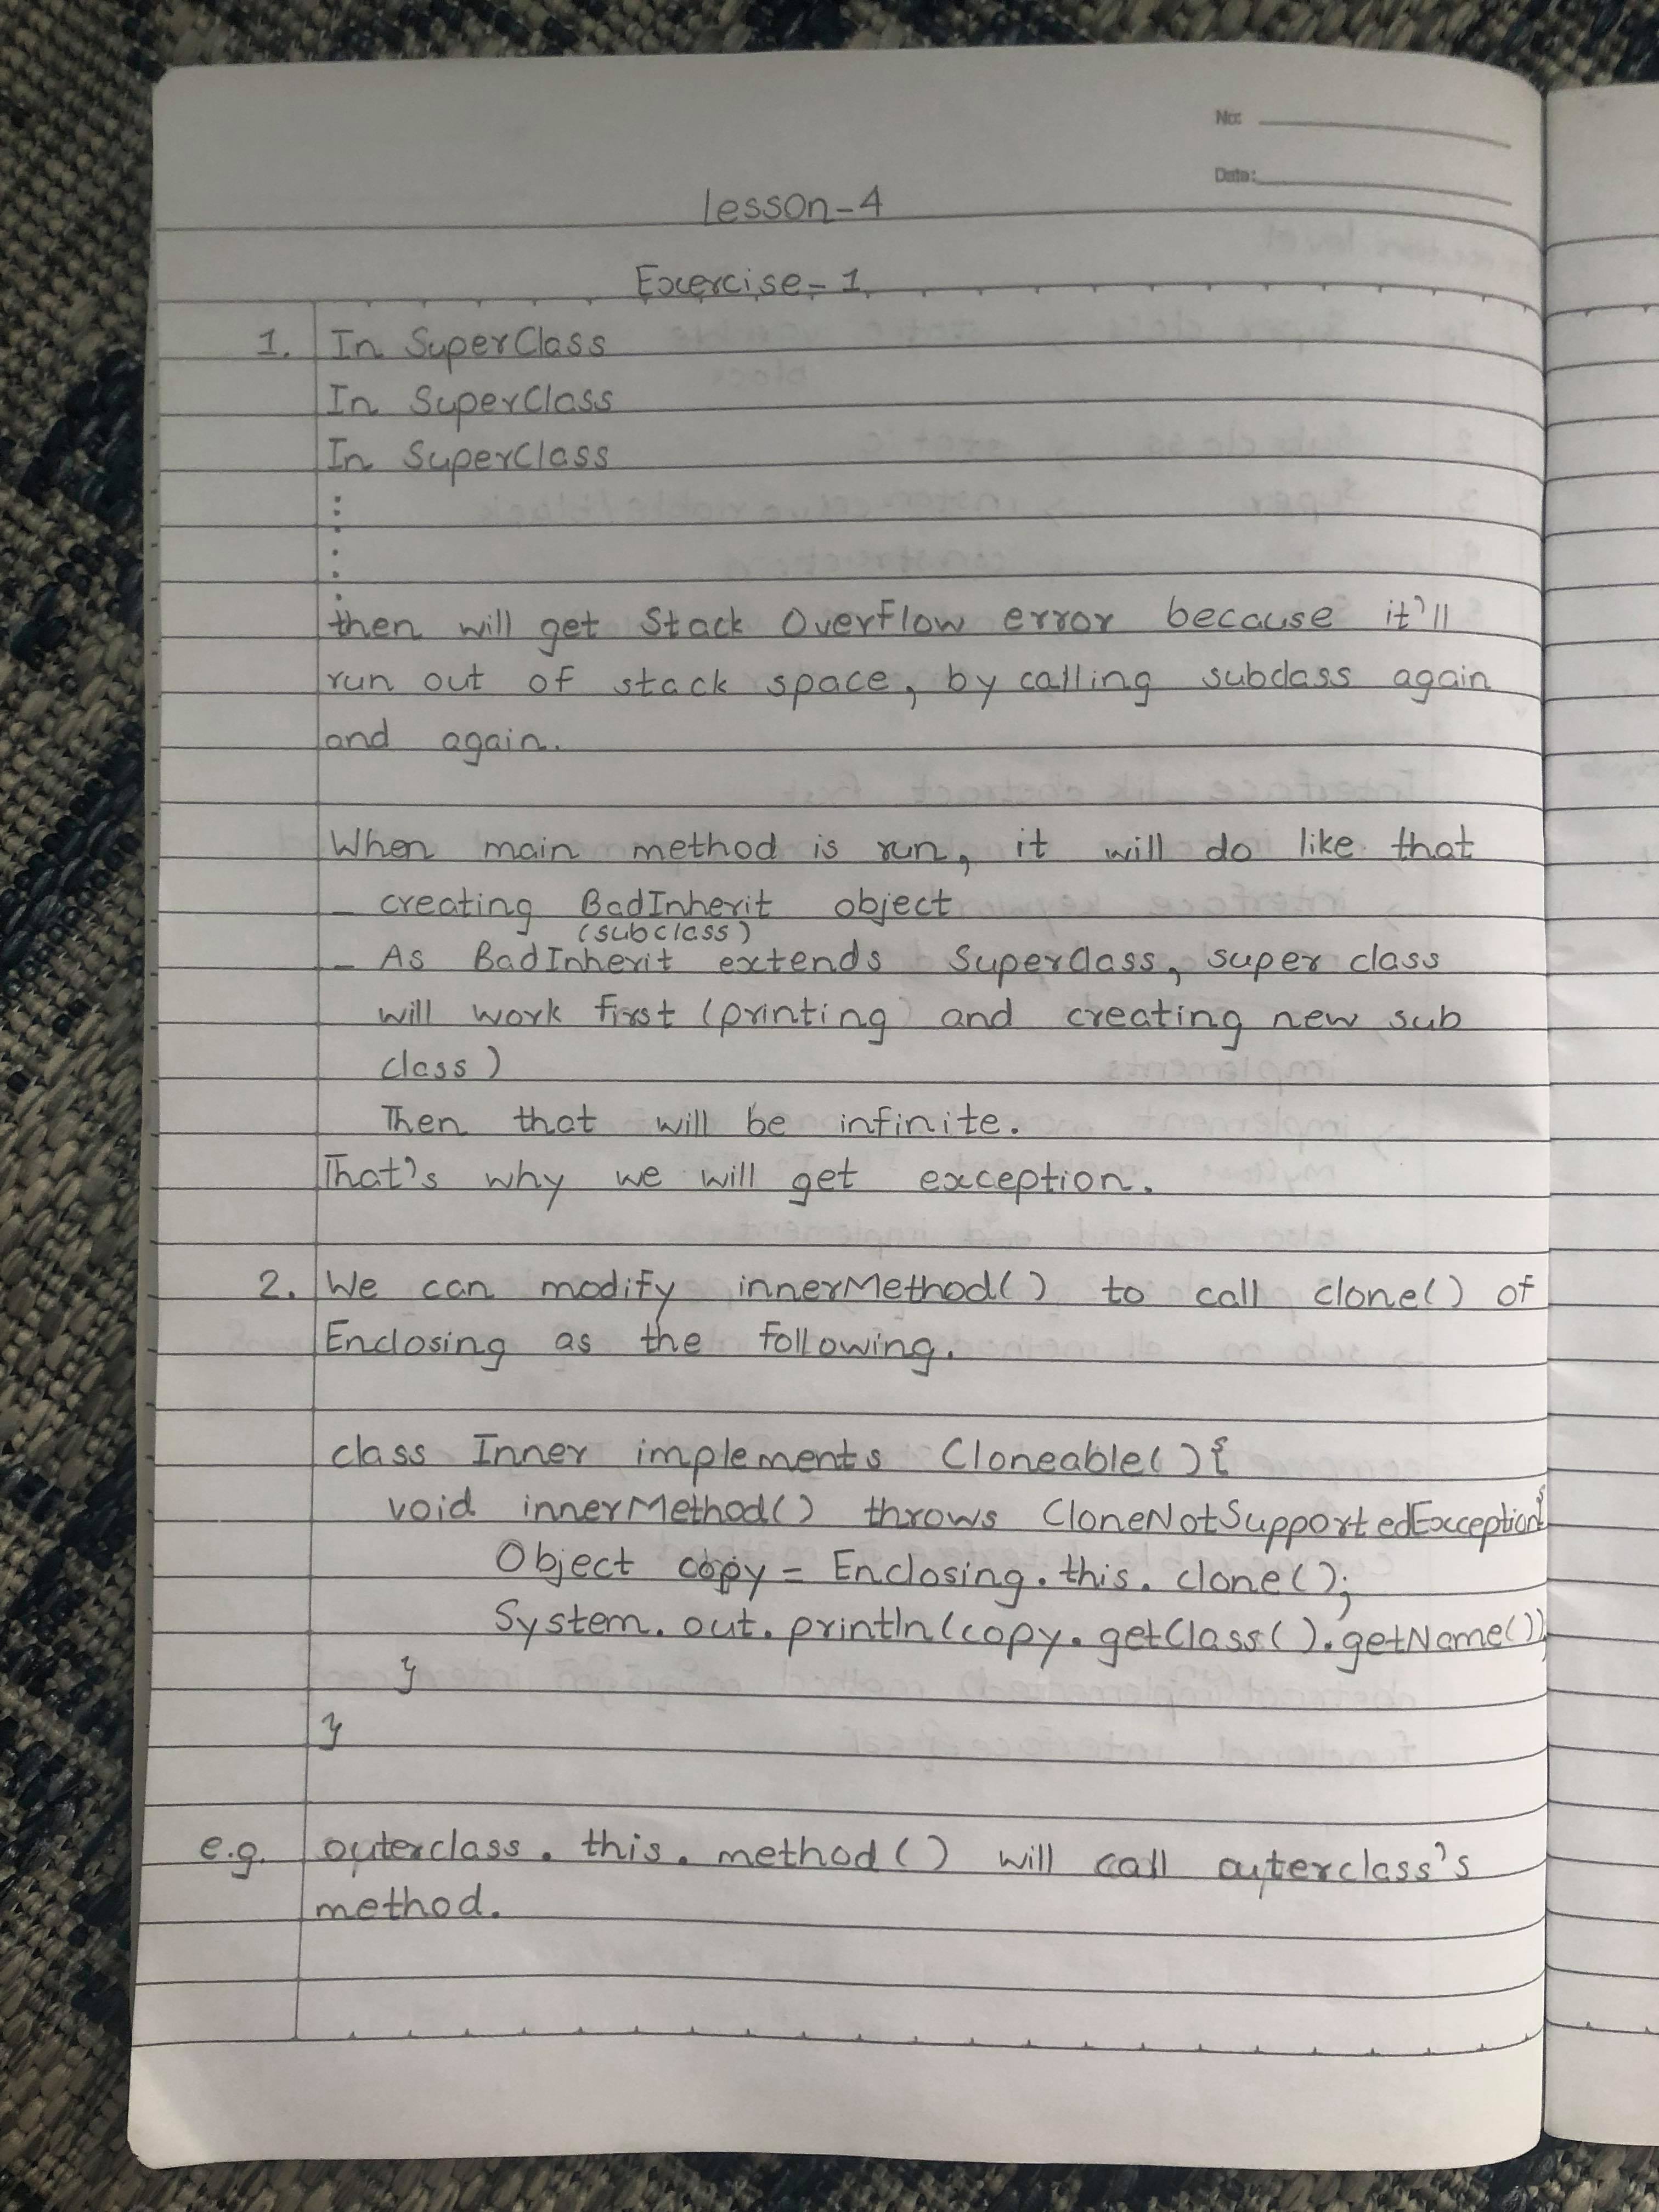 No:
Date:
lesson-4
Exercise-1
1. In SuperClass
In SuperClass
In SuperClass
then will get Stack Overflow error because it'll
run out of stack space, by calling subclass again
and again.
When main method is run, it will do like that
- creating BadInherit object
(subclass)
- As BadInherit extends SuperClass, super class
will work first (printing and creating new sub
class)
Then that will be infinite.
That's why we will get exception.
2. We can modify innerMethod() to call clone() of
Enclosing as the following.
class Inner implements Cloneable(){
void innerMethod() throws CloneNotSupportedException{
Object copy = Enclosing.this.clone();
System.out.println(copy.getClass().getName());
}
}
e.g. outerclass.this.method() will call outerclass's
method.